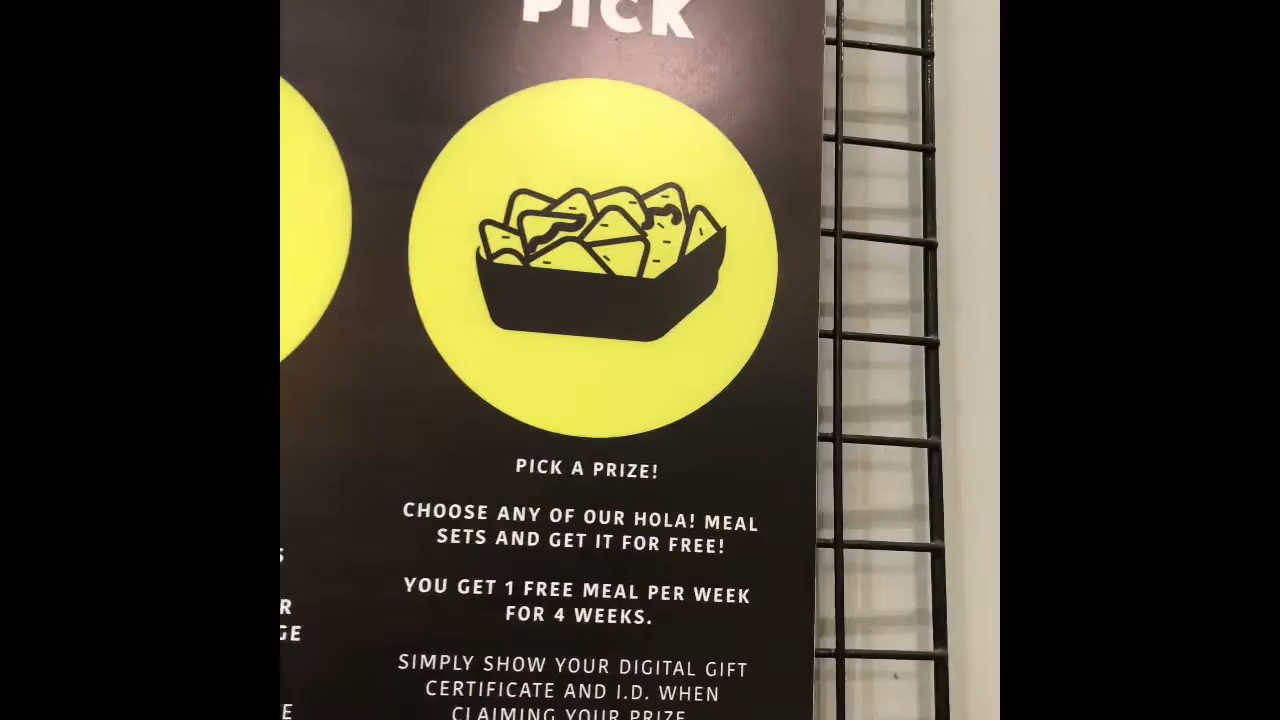 PICK
PICK A PRIZE!
CHOOSE ANY OF OUR HOLA! MEAL
SETS AND GET IT FOR FREE!
YOU GET 1 FREE MEAL PER WEEK
FOR 4 WEEKS.
SIMPLY SHOW YOUR DIGITAL GIFT
CERTIFICATE AND I.D. WHEN
CLAIMING YOUR PRIZE